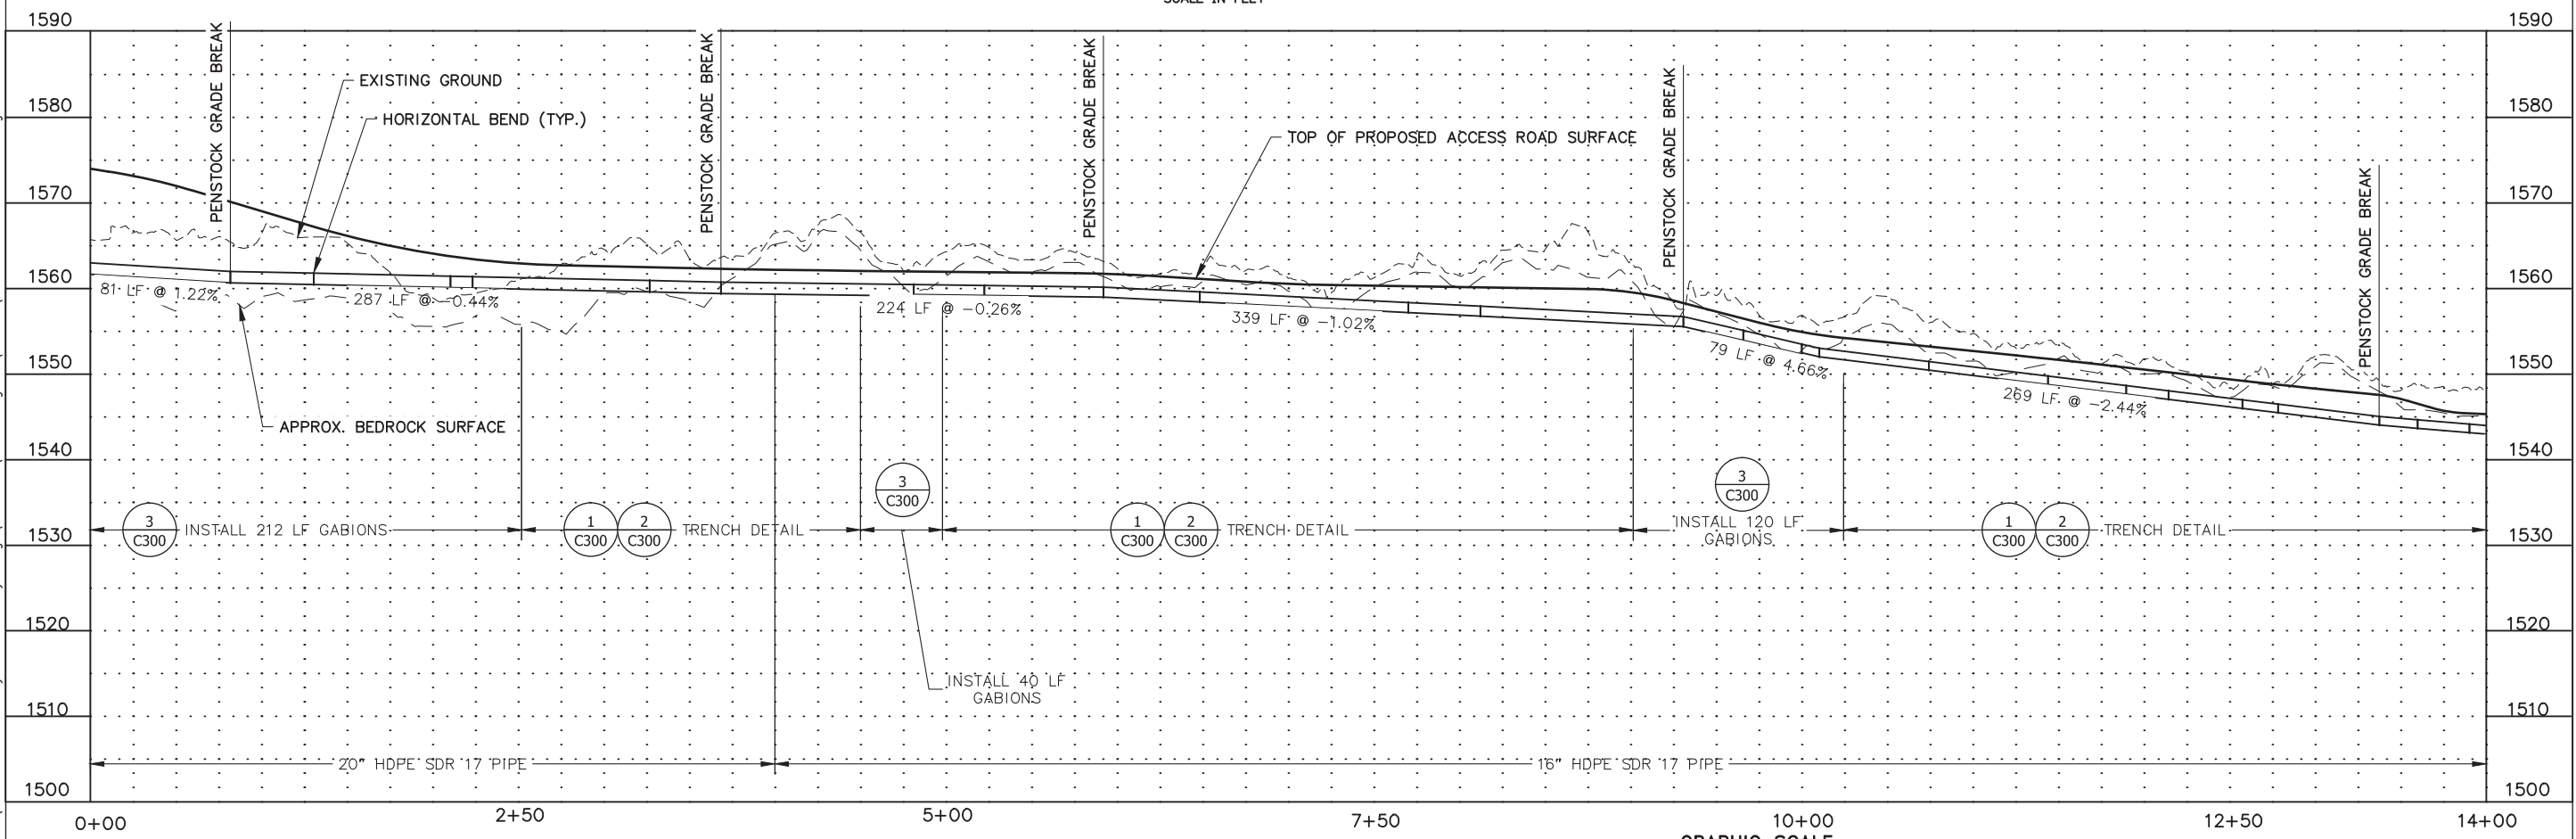 1590
1580
1570
1560
1550
1540
1530
1520
1510
1500
PENSTOCK GRADE BREAK
EXISTING GROUND
HORIZONTAL BEND (TYP.)
PENSTOCK GRADE BREAK
PENSTOCK GRADE BREAK
TOP OF PROPOSED ACCESS ROAD SURFACE
PENSTOCK GRADE BREAK
PENSTOCK GRADE BREAK
81 LF @ 1.22%
287 LF @ -0.44%
224 LF @ -0.26%
339 LF @ -1.02%
79 LF @ 4.66%
269 LF @ -2.44%
APPROX. BEDROCK SURFACE
3
C300
INSTALL 212 LF GABIONS
1
C300
2
C300
TRENCH DETAIL
3
C300
INSTALL 40 LF
GABIONS
1
C300
2
C300
TRENCH DETAIL
3
C300
INSTALL 120 LF
GABIONS
1
C300
2
C300
TRENCH DETAIL
20" HDPE SDR 17 PIPE
16" HDPE SDR 17 PIPE
1590
1580
1570
1560
1550
1540
1530
1520
1510
1500
0+00
2+50
5+00
7+50
10+00
12+50
14+00